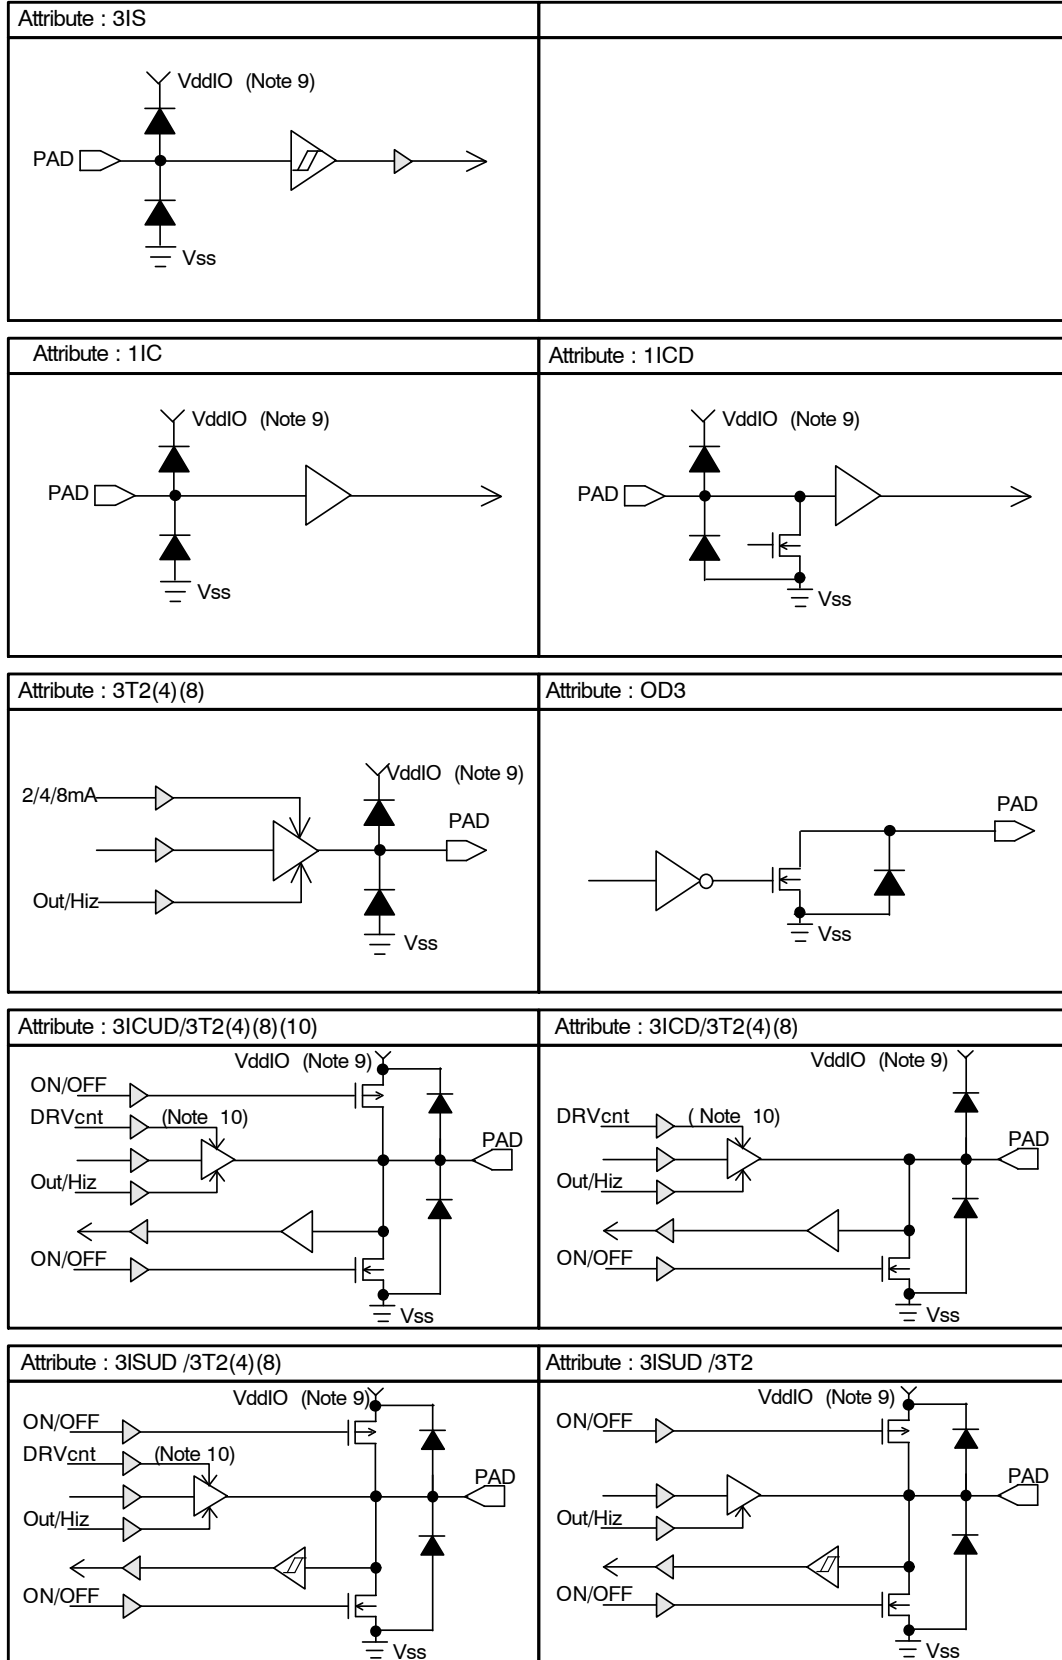 Attribute : 3IS
VddIO (Note 9)
PAD
Vss
Attribute : 1IC
Attribute : 1ICD
VddIO (Note 9)
PAD
Vss
VddIO (Note 9)
PAD
Vss
Attribute : 3T2(4)(8)
Attribute : OD3
VddIO (Note 9)
2/4/8mA
PAD
Out/Hiz
Vss
PAD
Vss
Attribute : 3ICUD/3T2(4)(8)(10)
Attribute : 3ICD/3T2(4)(8)
VddIO (Note 9)
ON/OFF
DRVcnt (Note 10)
PAD
Out/Hiz
ON/OFF
Vss
VddIO (Note 9)
DRVcnt ( Note 10)
PAD
Out/Hiz
ON/OFF
Vss
Attribute : 3ISUD /3T2(4)(8)
Attribute : 3ISUD /3T2
VddIO (Note 9)
ON/OFF
DRVcnt (Note 10)
PAD
Out/Hiz
ON/OFF
Vss
VddIO (Note 9)
ON/OFF
PAD
Out/Hiz
ON/OFF
Vss